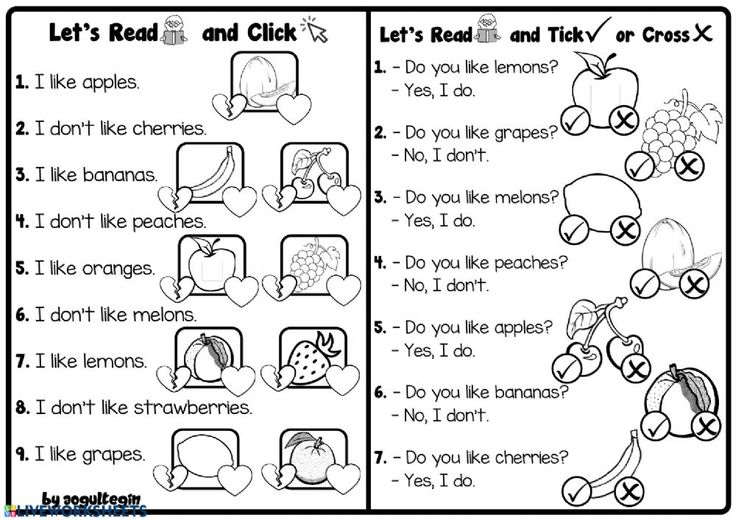 Let's Read and Click
1. I like apples.
2. I don't like cherries.
3. I like bananas.
4. I don't like peaches.
5. I like oranges.
6. I don't like melons.
7. I like lemons.
8. I don't like strawberries.
9. I like grapes.
by aogultegin
LIVEWORKSHEETS
Let's Read and Tick or Cross
1. - Do you like lemons?
- Yes, I do.
2. - Do you like grapes?
- No, I don't.
3. - Do you like melons?
- Yes, I do.
4. - Do you like peaches?
- No, I don't.
5. - Do you like apples?
- Yes, I do.
6. - Do you like bananas?
- No, I don't.
7. - Do you like cherries?
- Yes, I do.